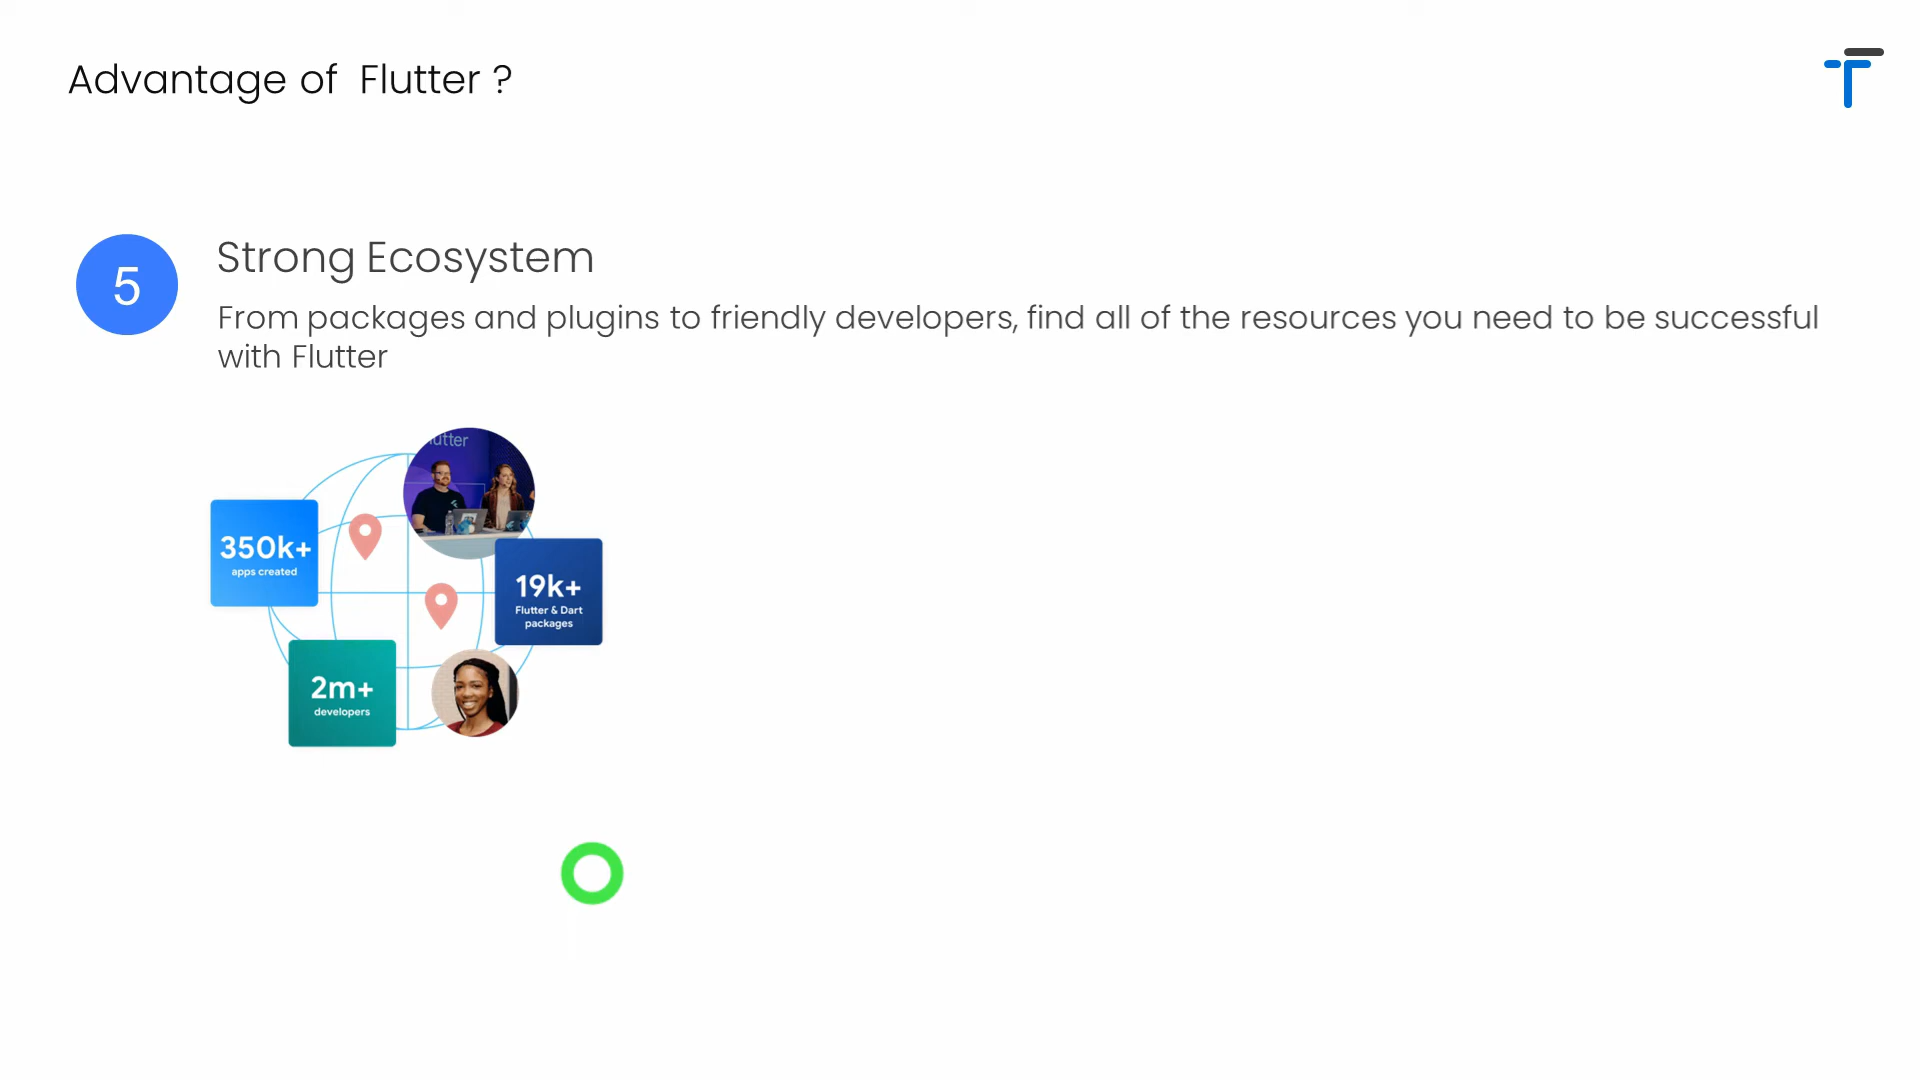 Advantage of  Flutter ?
5
Strong Ecosystem
From packages and plugins to friendly developers, find all of the resources you need to be successful
with Flutter
lutter
350k+
apps created
19k+
Flutter & Dart
packages
2m+
developers